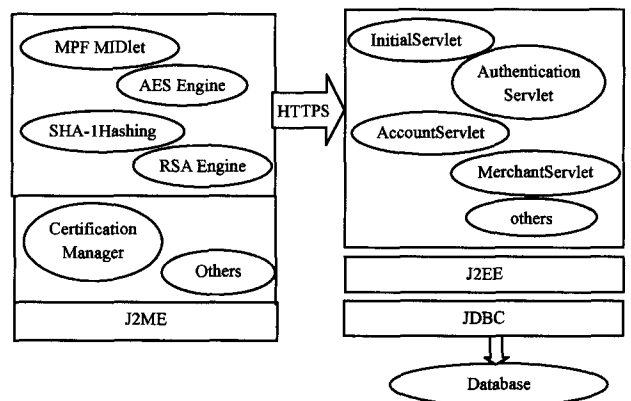 MPF MIDlet
AES Engine
SHA-1Hashing
RSA Engine
Certification
Manager
Others
J2ME
HTTPS
InitialServlet
Authentication
Servlet
AccountServlet
MerchantServlet
others
J2EE
JDBC
Database